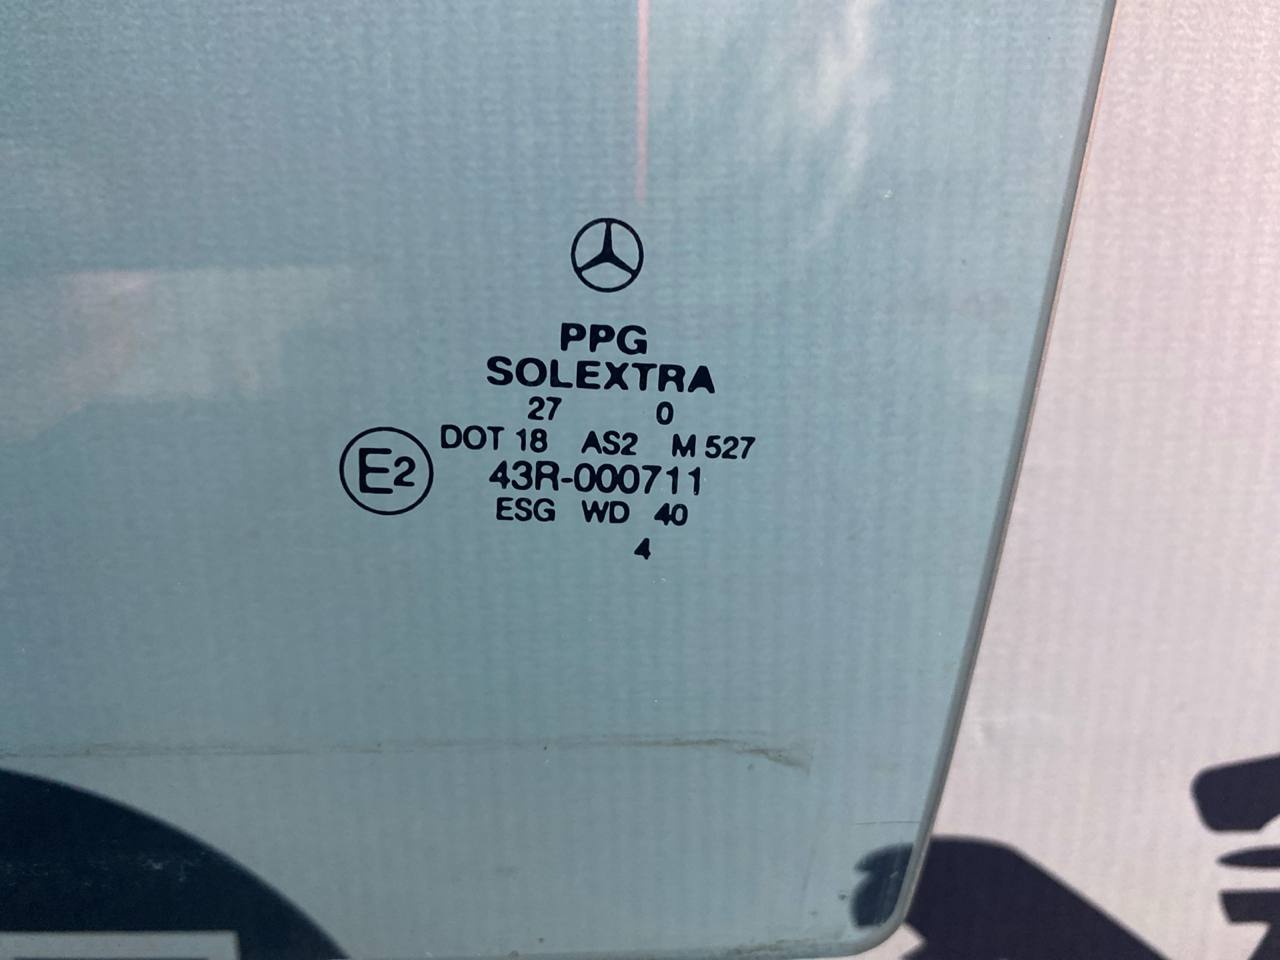 PPG
SOLEXTRA
27 0
DOT 18 AS2 M 527
E2 43R-000711
ESG WD 40
4